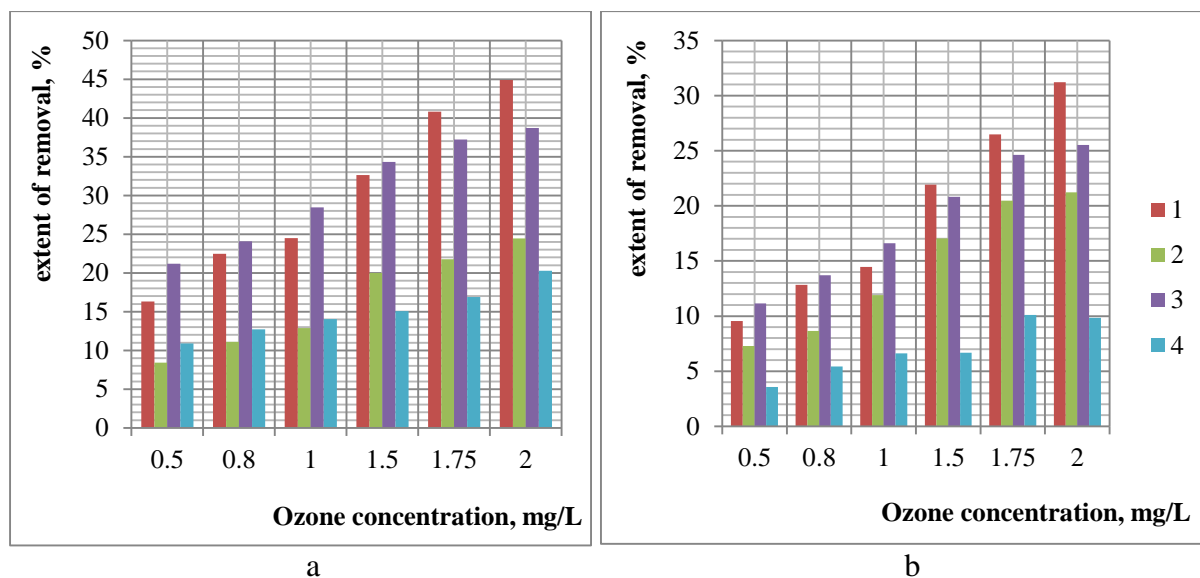 extent of removal, %
50
45
40
35
30
25
20
15
10
5
0
0.5 0.8 1 1.5 1.75 2
Ozone concentration, mg/L
a
extent of removal, %
35
30
25
20
15
10
5
0
0.5 0.8 1 1.5 1.75 2
Ozone concentration, mg/L
1
2
3
4
b